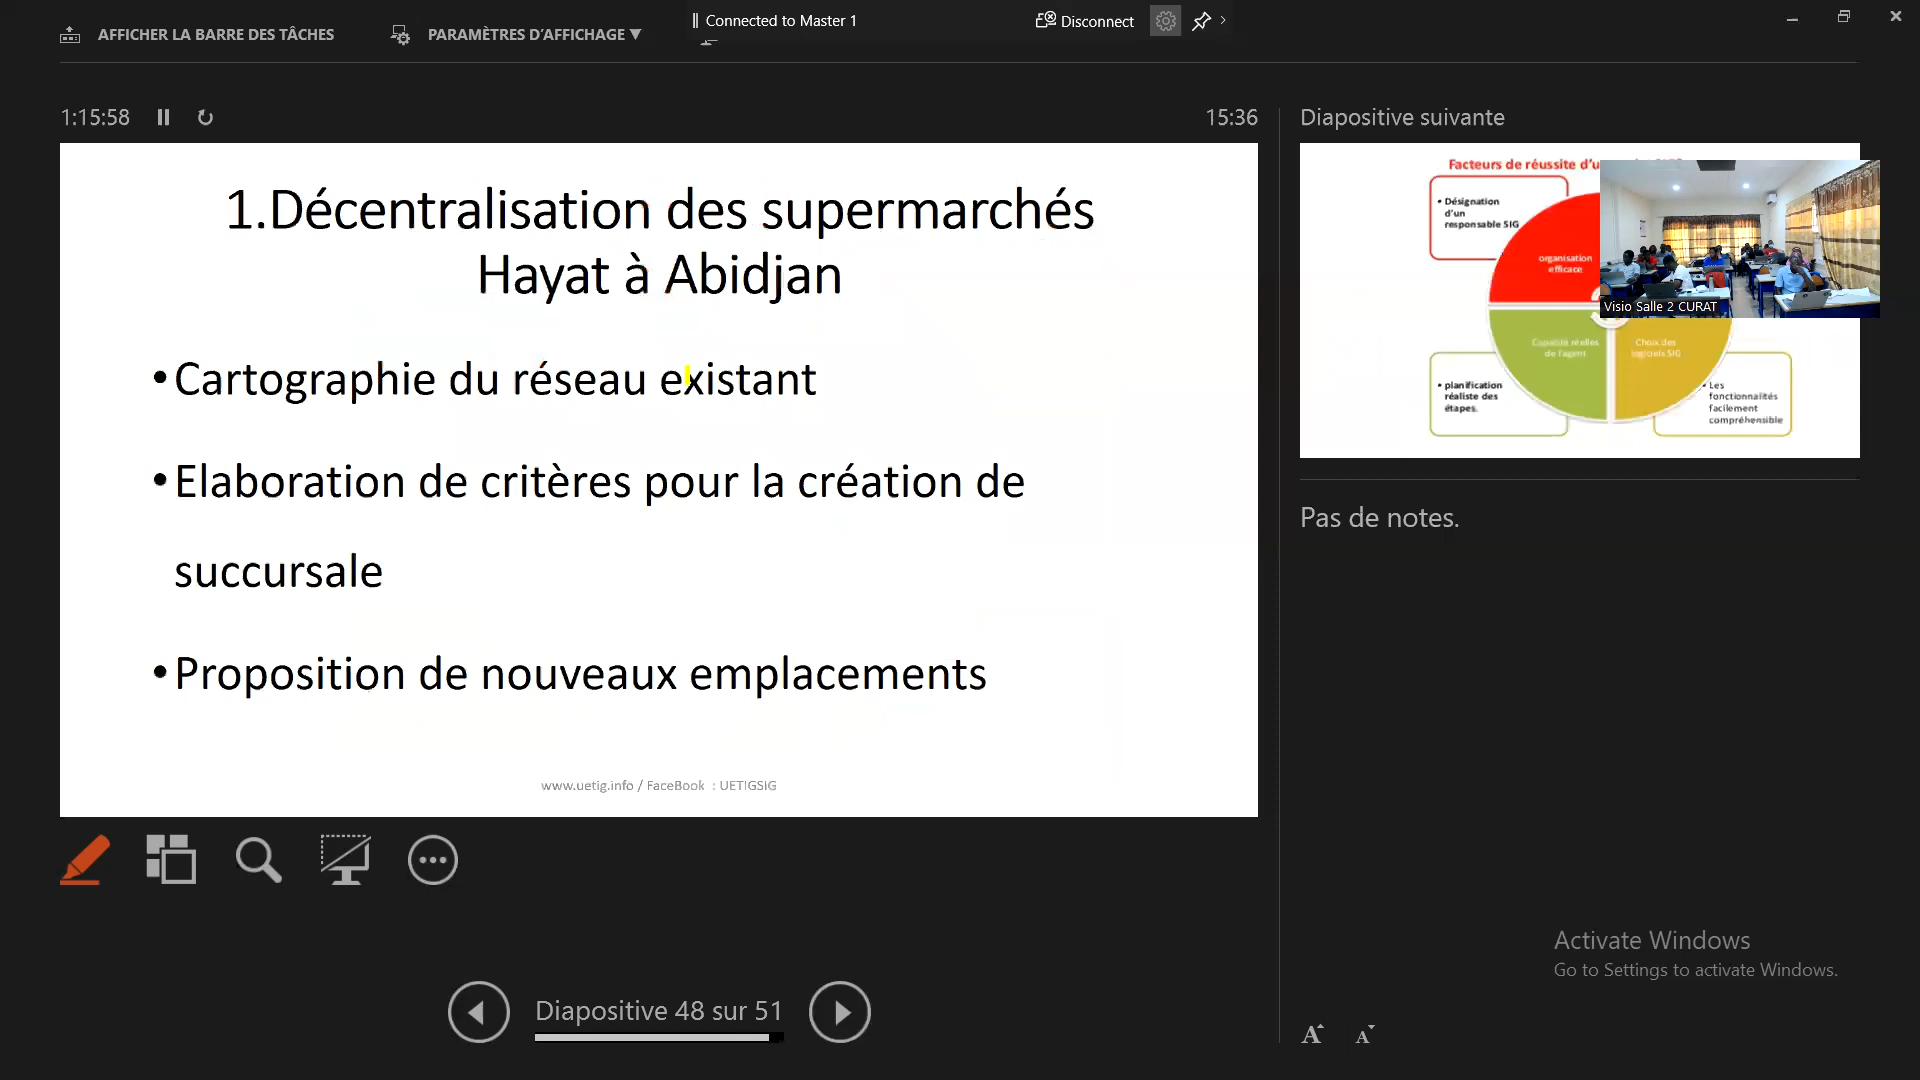 AFFICHER LA BARRE DES TÂCHES
PARAMÈTRES D'AFFICHAGE ▼
Connected to Master 1
Disconnect
1:15:58
15:36
1.Décentralisation des supermarchés
Hayat à Abidjan
•Cartographie du réseau existant
•Elaboration de critères pour la création de
succursale
•Proposition de nouveaux emplacements
www.uetig.info / FaceBook : UETIGSIG
Diapositive 48 sur 51
Diapositive suivante
Facteurs de réussite d'u
• Désignation
d'un
responsable SIG
organisation
efficace
Visio Salle 2 CURAT
Capacité réelles
de l'agent
Choix des
logiciels SIG
• planification
réaliste des
étapes.
• Les
fonctionnalités
facilement
compréhensible
Pas de notes.
Activate Windows
Go to Settings to activate Windows.
A A